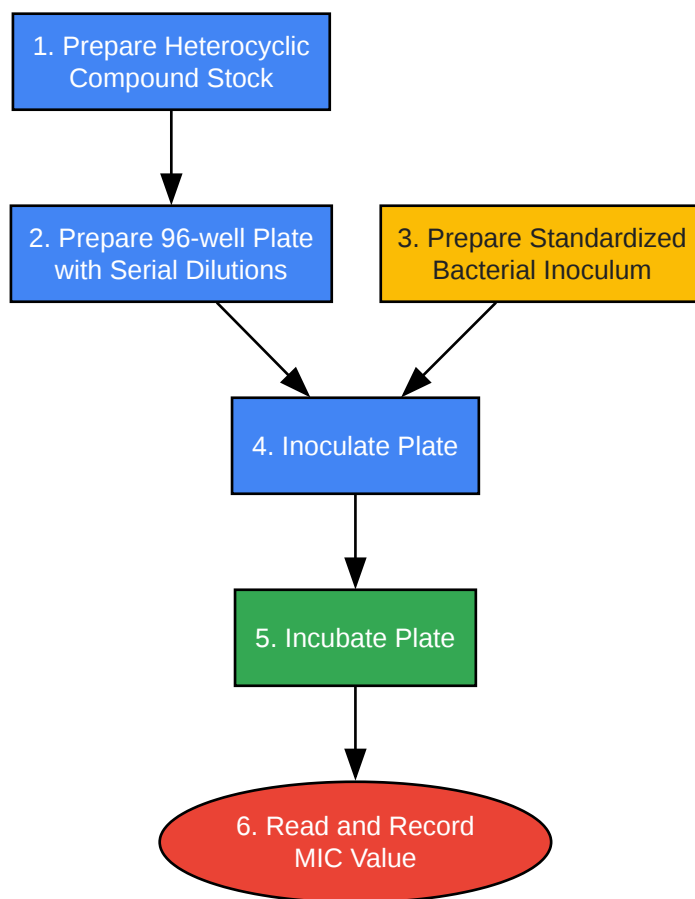 1. Prepare Heterocyclic
Compound Stock
2. Prepare 96-well Plate
with Serial Dilutions
3. Prepare Standardized
Bacterial Inoculum
4. Inoculate Plate
5. Incubate Plate
6. Read and Record
MIC Value